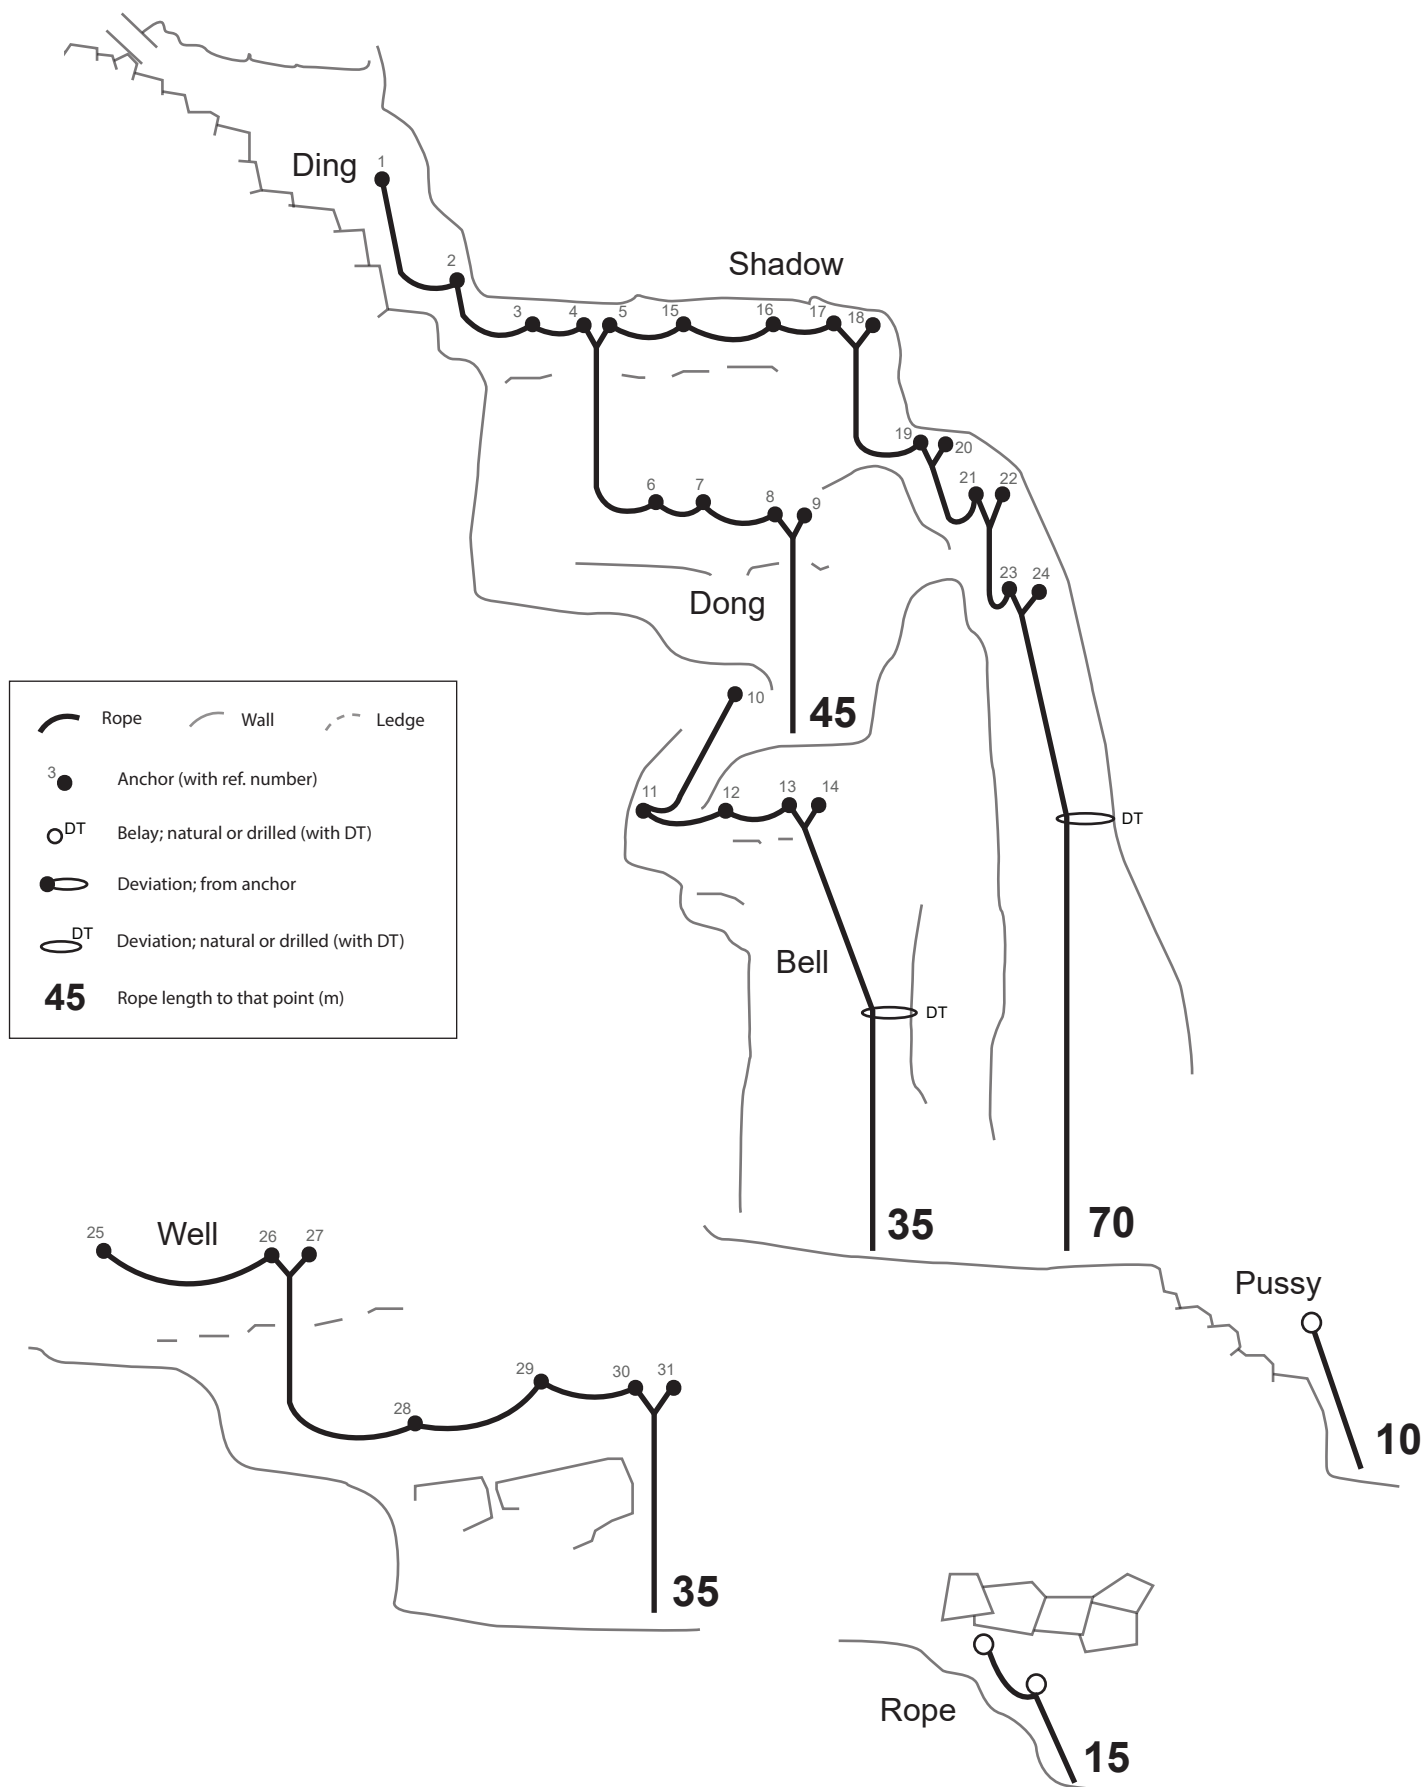 Ding
1
2
Shadow
3
4
5
15
16
17
18
19
20
21
22
6
7
8
9
23
24
Dong
45
10
Rope
Wall
Ledge
3
Anchor (with ref. number)
DT
Belay; natural or drilled (with DT)
Deviation; from anchor
DT
Deviation; natural or drilled (with DT)
45
Rope length to that point (m)
11
12
13
14
DT
Bell
DT
35
70
25
Well
26
27
Pussy
28
29
30
31
10
35
Rope
15